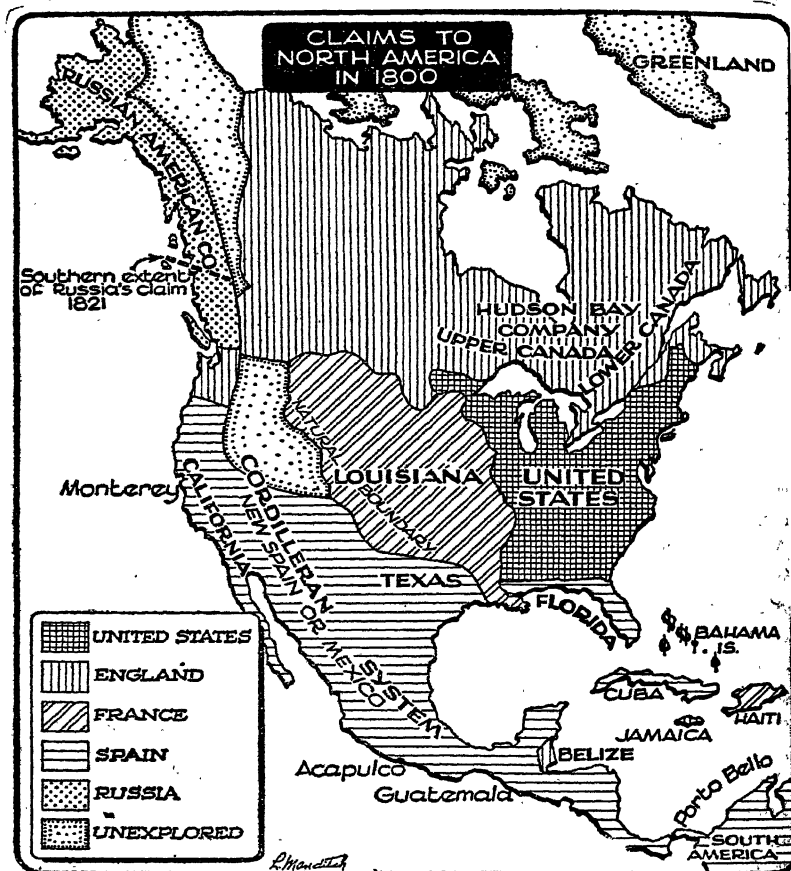 CLAIMS TO
NORTH AMERICA
IN 1800
GREENLAND
RUSSIAN AMERICAN CO.
Southern extent
of Russia's claim
1821
HUDSON BAY
COMPANY
UPPER CANADA
LOWER CANADA
NATURAL BOUNDARY
LOUISIANA
UNITED
STATES
Monterey
CALIFORNIA
CORDILLERAN SYSTEM
NEW SPAIN OR MEXICO
TEXAS
FLORIDA
BAHAMA
IS.
CUBA
HAITI
JAMAICA
BELIZE
Acapulco
Guatemala
Porto Bello
SOUTH
AMERICA
UNITED STATES
ENGLAND
FRANCE
SPAIN
RUSSIA
UNEXPLORED